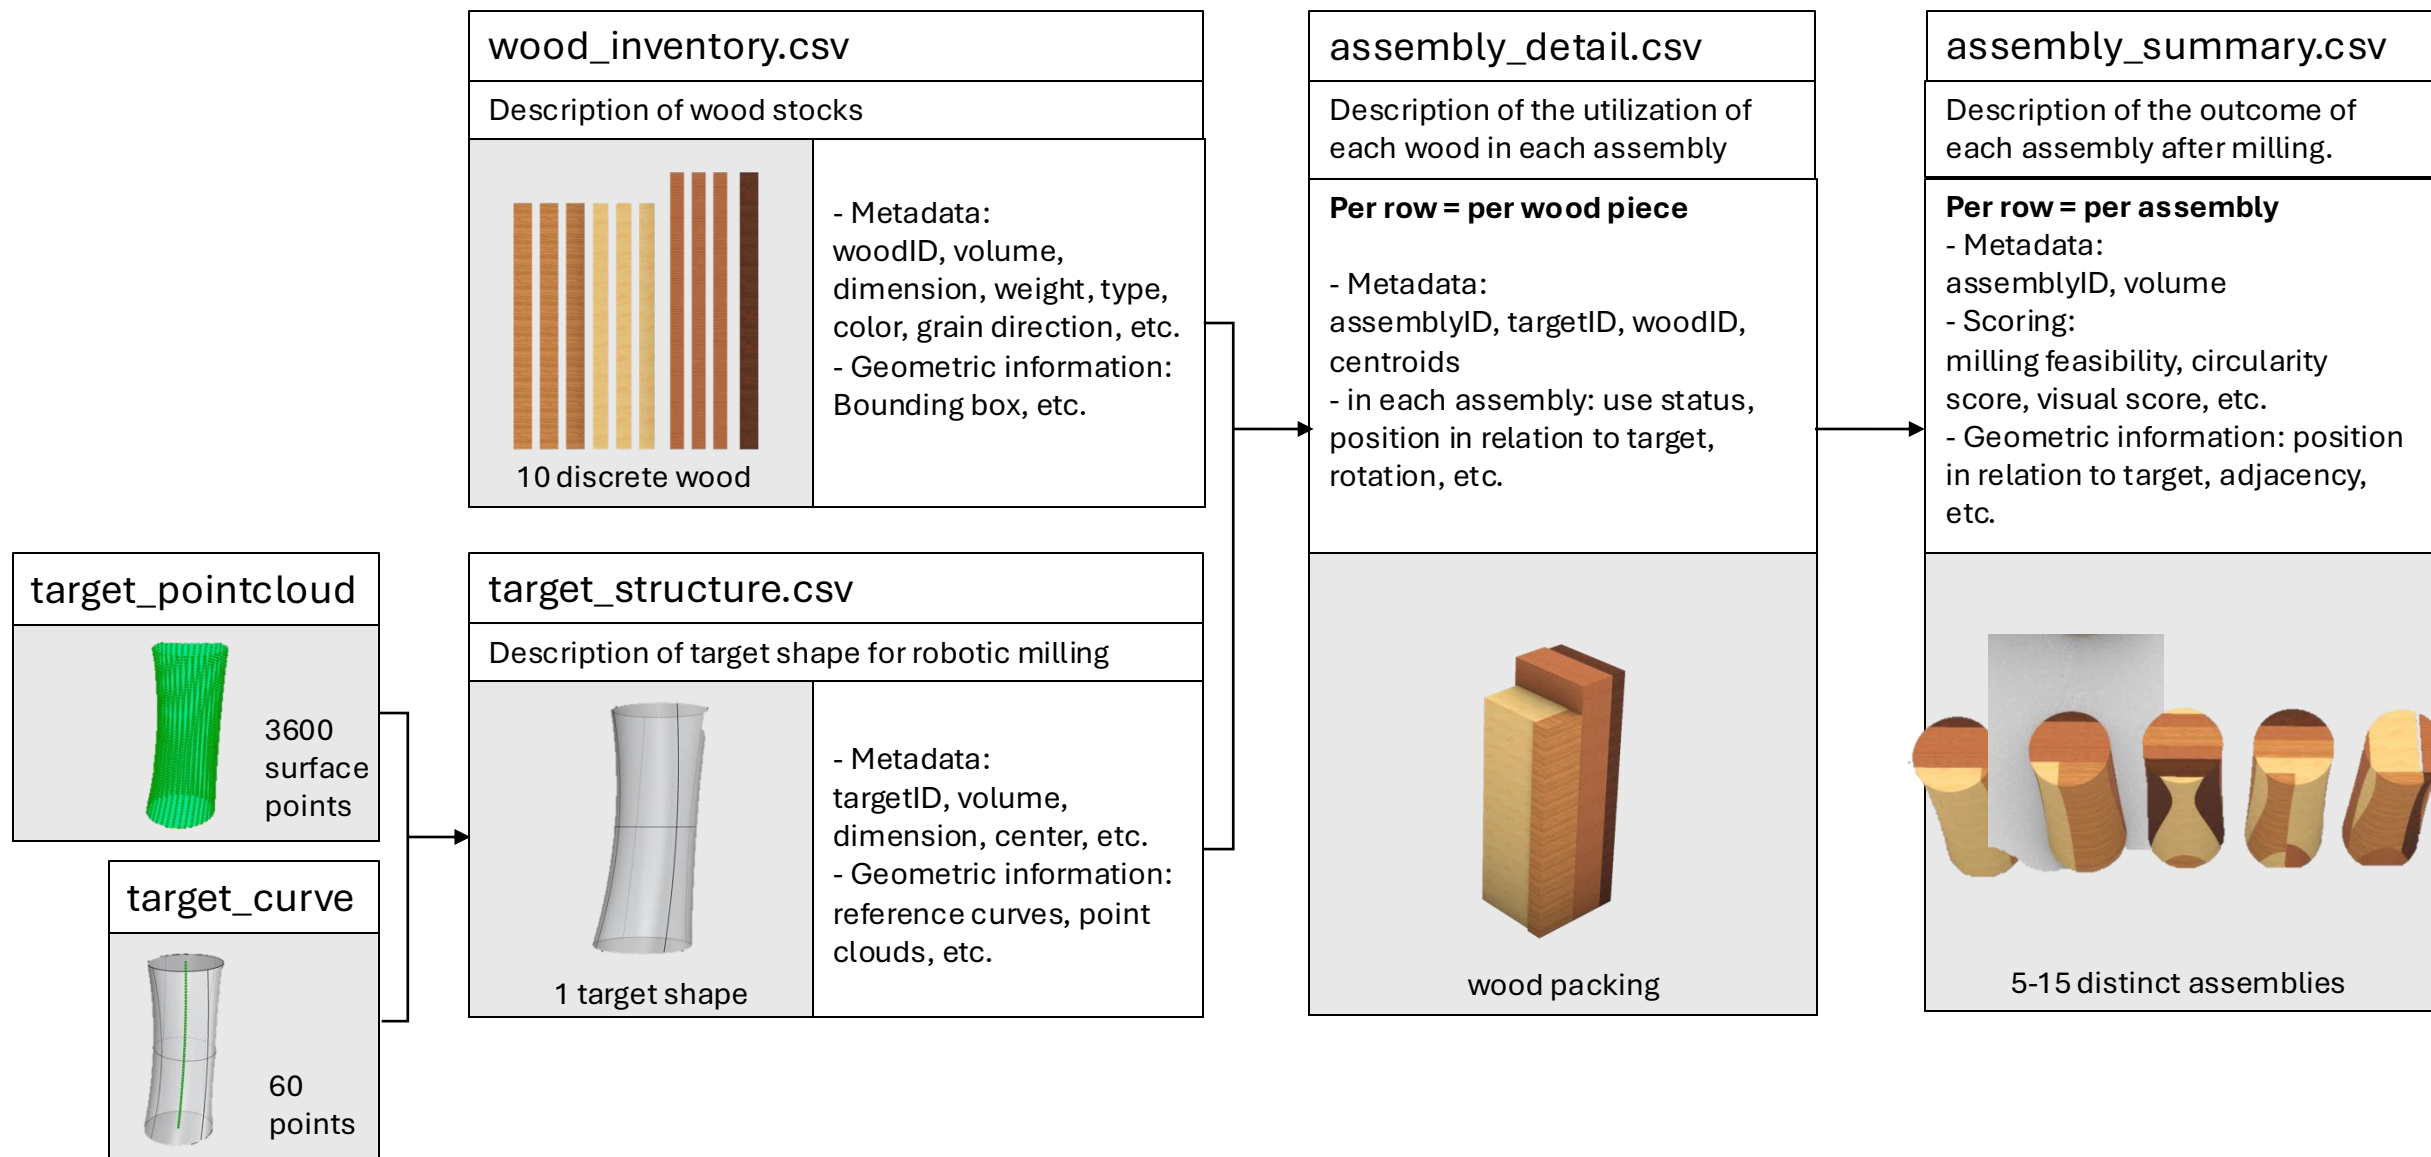 wood_inventory.csv
Description of wood stocks
10 discrete wood
- Metadata:
woodID, volume,
dimension, weight, type,
color, grain direction, etc.
- Geometric information:
Bounding box, etc.
target_pointcloud
3600
surface
points
target_curve
60
points
target_structure.csv
Description of target shape for robotic milling
1 target shape
- Metadata:
targetID, volume,
dimension, center, etc.
- Geometric information:
reference curves, point
clouds, etc.
assembly_detail.csv
Description of the utilization of
each wood in each assembly
Per row = per wood piece
- Metadata:
assemblyID, targetID, woodID,
centroids
- in each assembly: use status,
position in relation to target,
rotation, etc.
wood packing
assembly_summary.csv
Description of the outcome of
each assembly after milling.
Per row = per assembly
- Metadata:
assemblyID, volume
- Scoring:
milling feasibility, circularity
score, visual score, etc.
- Geometric information: position
in relation to target, adjacency,
etc.
5-15 distinct assemblies